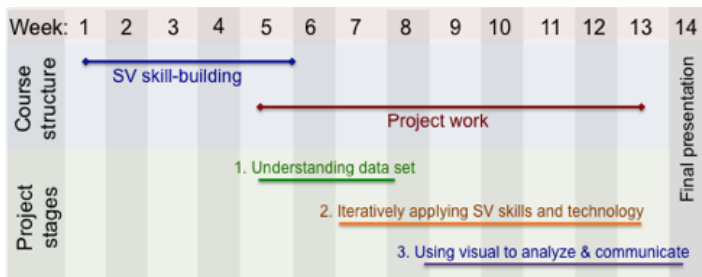 Week: 1 2 3 4 5 6 7 8 9 10 11 12 13 14
Course
structure
SV skill-building
Project work
Project
stages
1. Understanding data set
2. Iteratively applying SV skills and technology
3. Using visual to analyze & communicate
Final presentation